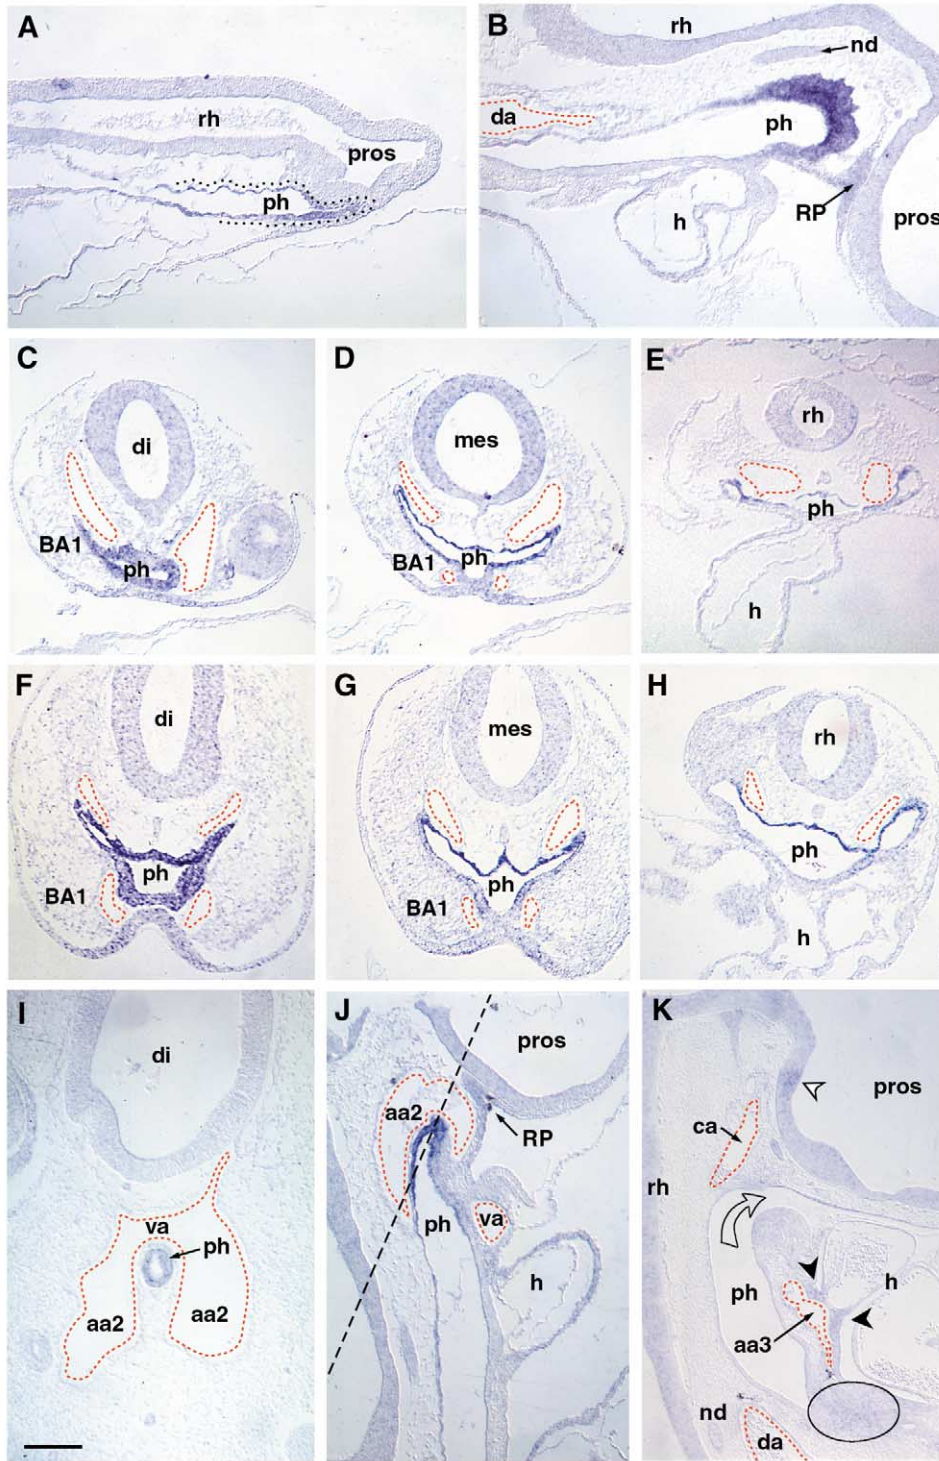 A
rh
pros
ph
B
rh
nd
da
ph
h
RP
pros
C
di
BA1
ph
D
mes
BA1
ph
E
rh
ph
h
F
di
ph
BA1
G
mes
ph
BA1
H
rh
ph
h
I
di
va
ph
aa2
aa2
J
pros
aa2
RP
ph
va
h
K
pros
ca
rh
ph
h
aa3
nd
da